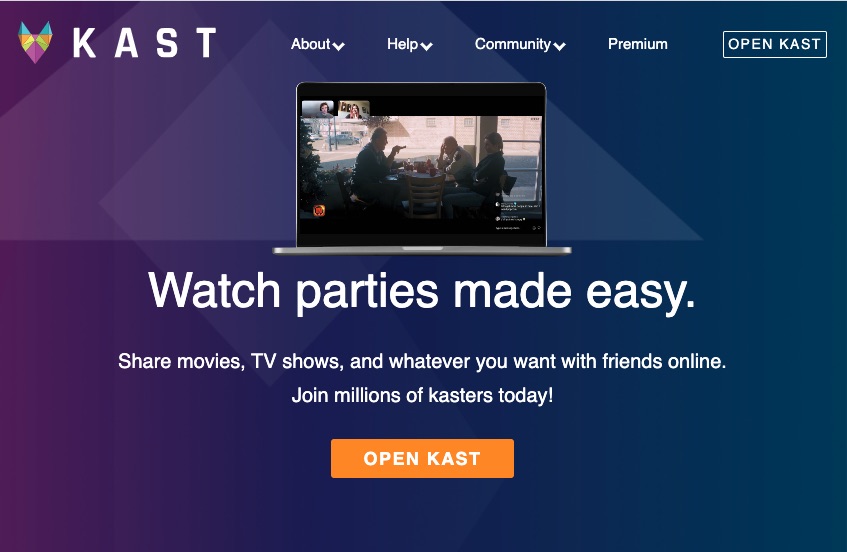 KAST
About
Help
Community
Premium
OPEN KAST
Watch parties made easy.
Share movies, TV shows, and whatever you want with friends online.
Join millions of kasters today!
OPEN KAST